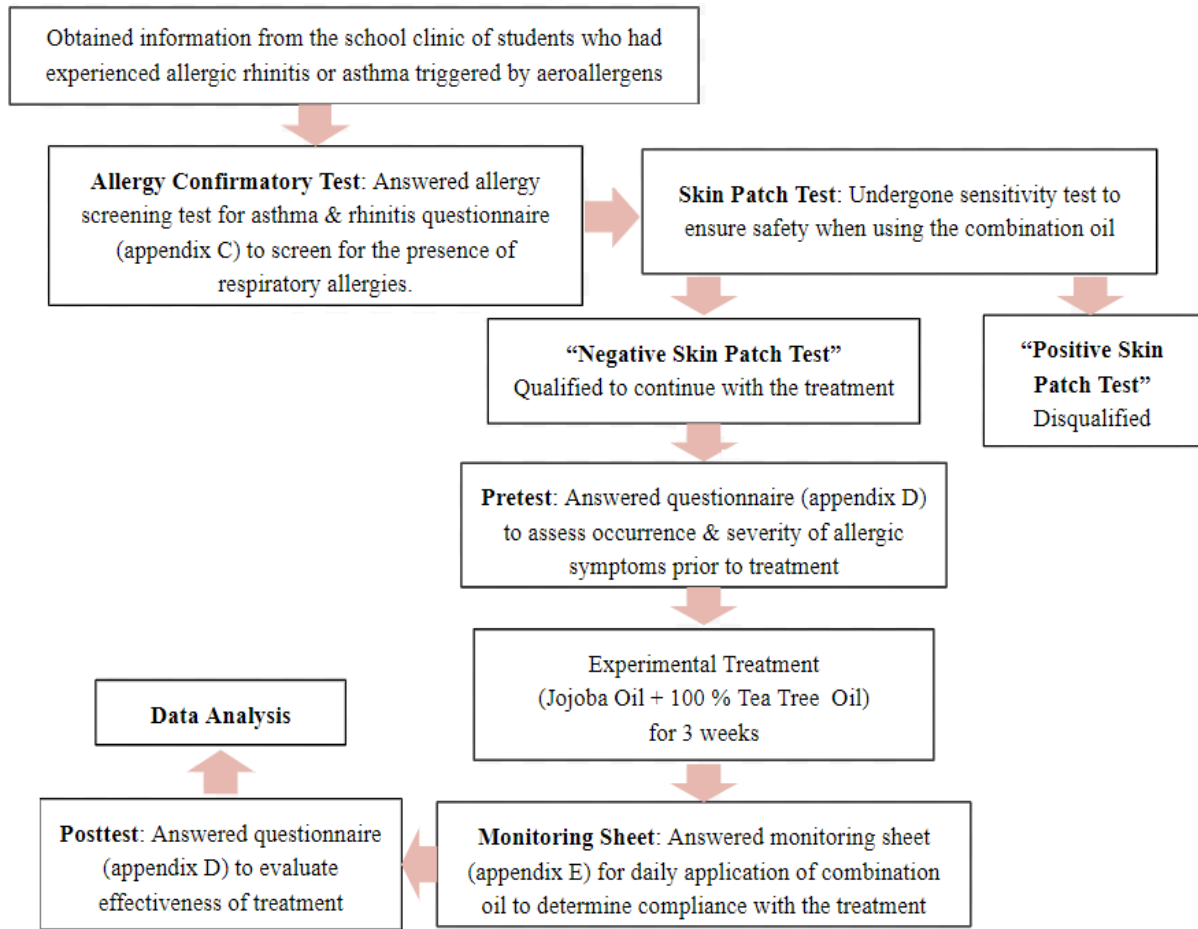 Obtained information from the school clinic of students who had
experienced allergic rhinitis or asthma triggered by aeroallergens
Allergy Confirmatory Test: Answered allergy
screening test for asthma & rhinitis questionnaire
(appendix C) to screen for the presence of
respiratory allergies.
Skin Patch Test: Undergone sensitivity test to
ensure safety when using the combination oil
“Negative Skin Patch Test”
Qualified to continue with the treatment
“Positive Skin
Patch Test”
Disqualified
Pretest: Answered questionnaire (appendix D)
to assess occurrence & severity of allergic
symptoms prior to treatment
Experimental Treatment
(Jojoba Oil + 100 % Tea Tree Oil)
for 3 weeks
Monitoring Sheet: Answered monitoring sheet
(appendix E) for daily application of combination
oil to determine compliance with the treatment
Posttest: Answered questionnaire
(appendix D) to evaluate
effectiveness of treatment
Data Analysis